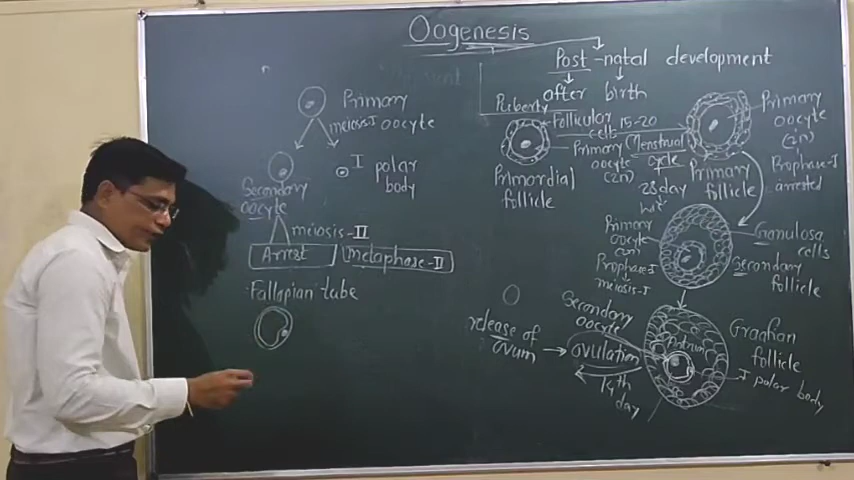 Oogenesis
Post-natal development
after birth
Puberty
Primary oocyte
meiosis-I
I polar body
Secondary oocyte
meiosis-II
Arrest metaphase-II
Fallopian tube
Follicular cells
Primary oocyte (2n)
Primordial follicle
15-20
Menstrual cycle
28 day
Primary oocyte (2n)
Primary follicle
Prophase-I arrested
Primary oocyte
Prophase-I
meiosis-I
Granulosa cells
Secondary follicle
Secondary oocyte
Graafian follicle
I polar body
ovulation
14th day
release of ovum